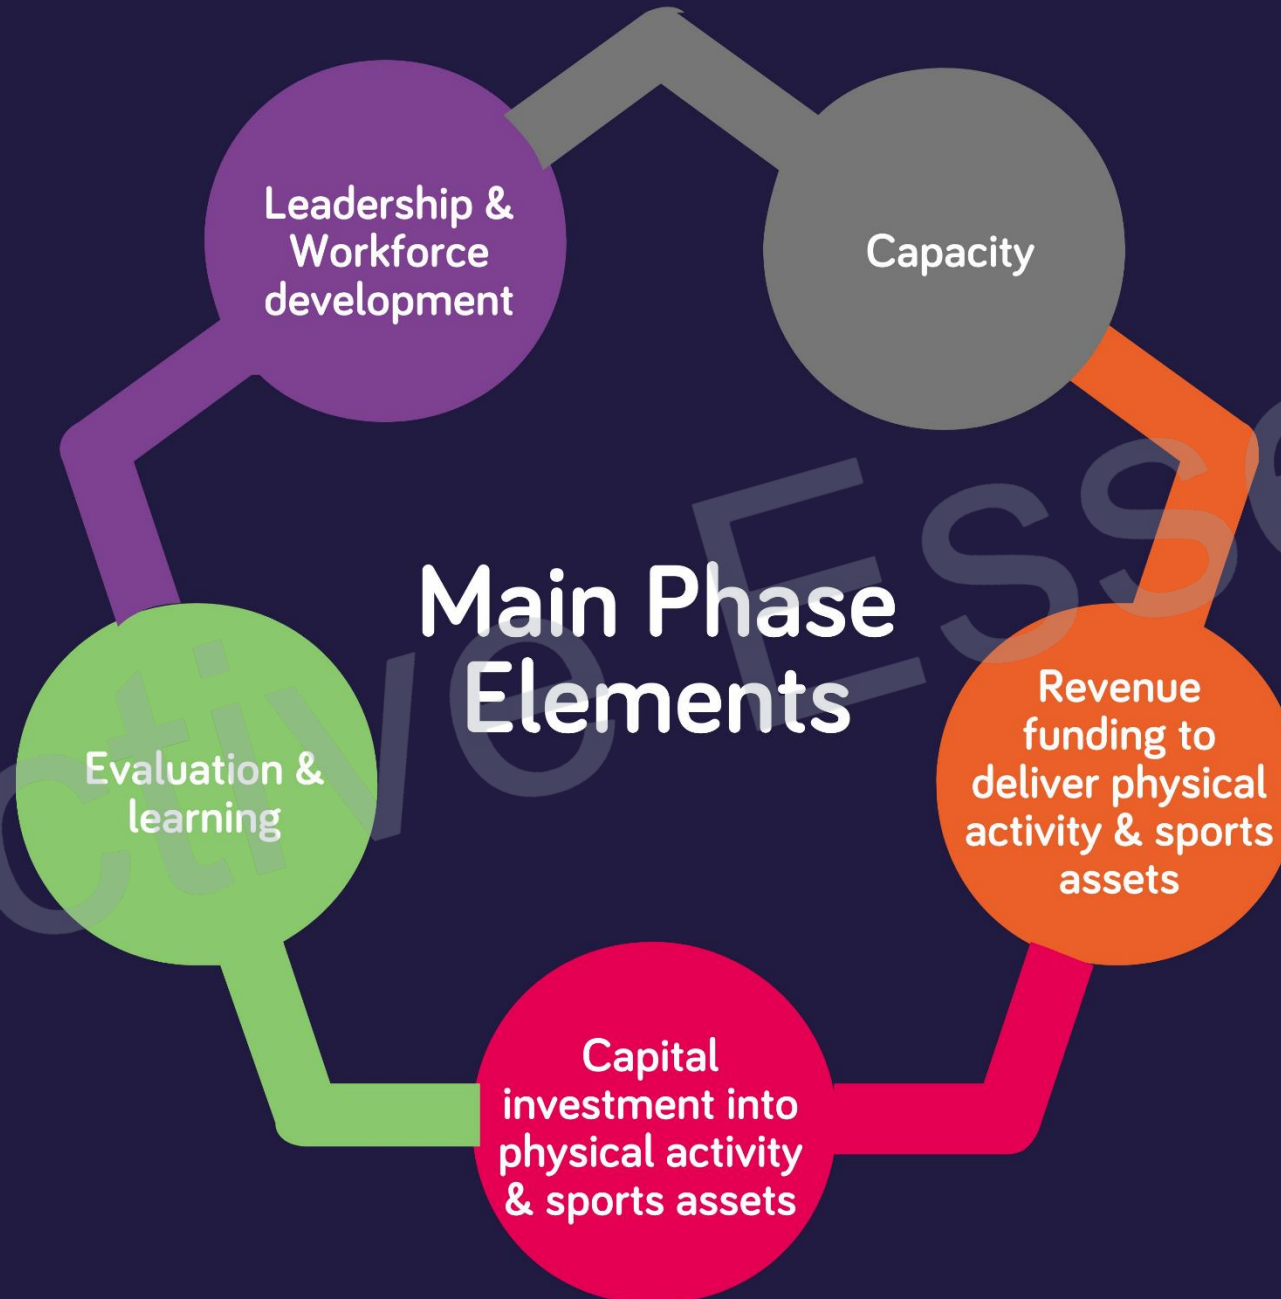 Leadership &
Workforce
development
Capacity
Main Phase
Elements
Revenue
funding to
deliver physical
activity & sports
assets
Evaluation &
learning
Capital
investment into
physical activity
& sports assets